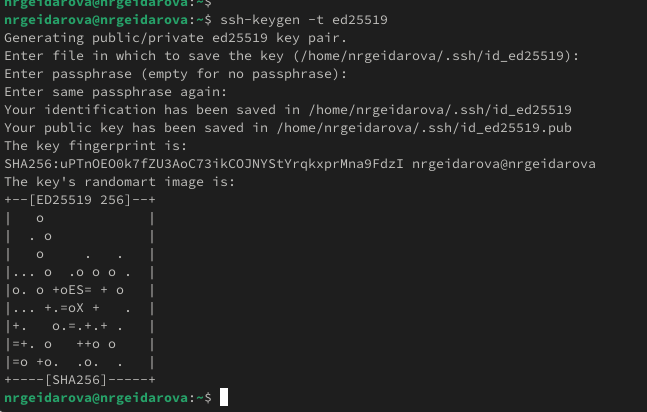 nrgeidarova@nrgeidarova:~$
nrgeidarova@nrgeidarova:~$ ssh-keygen -t ed25519
Generating public/private ed25519 key pair.
Enter file in which to save the key (/home/nrgeidarova/.ssh/id_ed25519):
Enter passphrase (empty for no passphrase):
Enter same passphrase again:
Your identification has been saved in /home/nrgeidarova/.ssh/id_ed25519
Your public key has been saved in /home/nrgeidarova/.ssh/id_ed25519.pub
The key fingerprint is:
SHA256:uPTnOEO0k7fZU3AoC73ikCOJNYStYrqkxprMna9FdzI nrgeidarova@nrgeidarova
The key's randomart image is:
+--[ED25519 256]--+
|   o             |
|  . o            |
|   o     .   .   |
|... o  .o o o .  |
|o. o +oES= + o   |
|... +.=oX +   .  |
|+.   o.=.+.+ .   |
|=+. o   ++o o    |
|=o +o.  .o.  .   |
+----[SHA256]-----+
nrgeidarova@nrgeidarova:~$